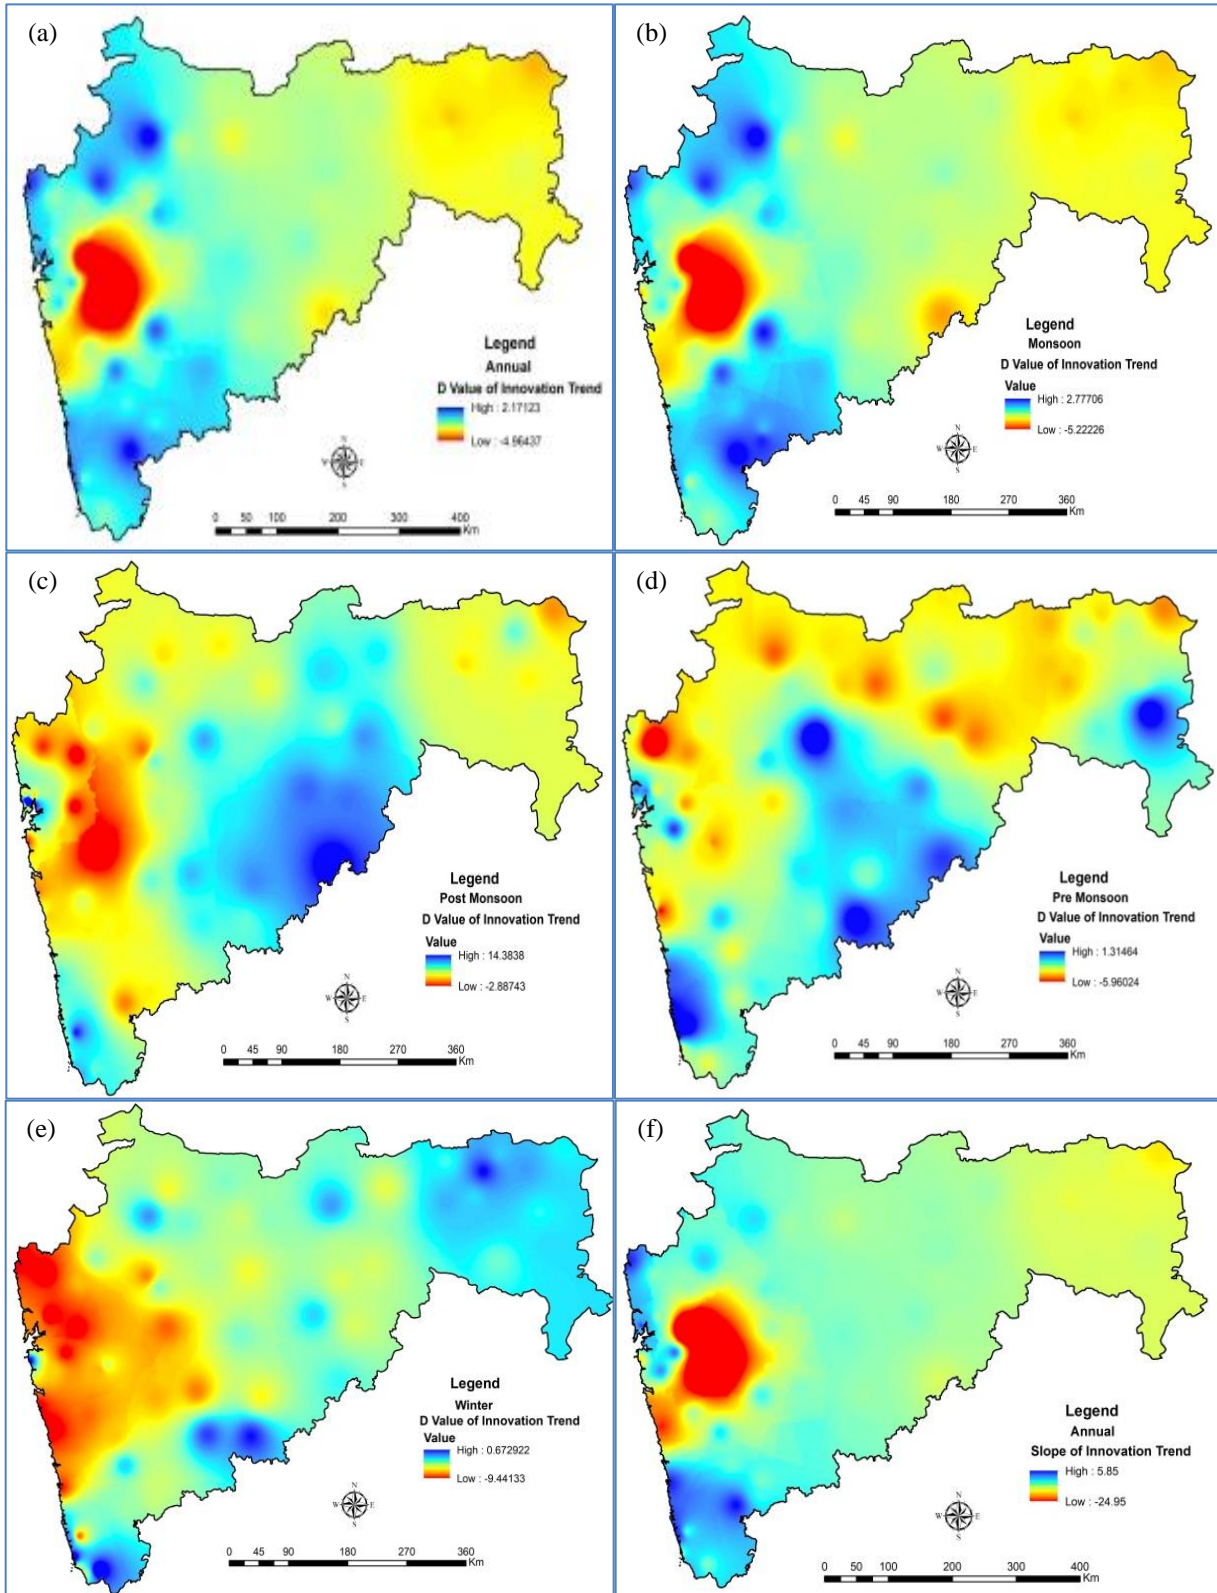 (a)
Legend
Annual
D Value of Innovation Trend
High : 2.17123
Low : -4.96437
N
W E
S
0 50 100 200 300 400
Km
(b)
Legend
Monsoon
D Value of Innovation Trend
Value
High : 2.77706
Low : -5.22226
N
W E
S
0 45 90 180 270 360
Km
(c)
Legend
Post Monsoon
D Value of Innovation Trend
Value
High : 14.3838
Low : -2.88743
N
W E
S
0 45 90 180 270 360
Km
(d)
Legend
Pre Monsoon
D Value of Innovation Trend
Value
High : 1.31464
Low : -5.96024
N
W E
S
0 45 90 180 270 360
Km
(e)
Legend
Winter
D Value of Innovation Trend
Value
High : 0.672922
Low : -9.44133
N
W E
S
0 45 90 180 270 360
Km
(f)
Legend
Annual
Slope of Innovation Trend
High : 5.85
Low : -24.95
N
W E
S
0 50 100 200 300 400
Km